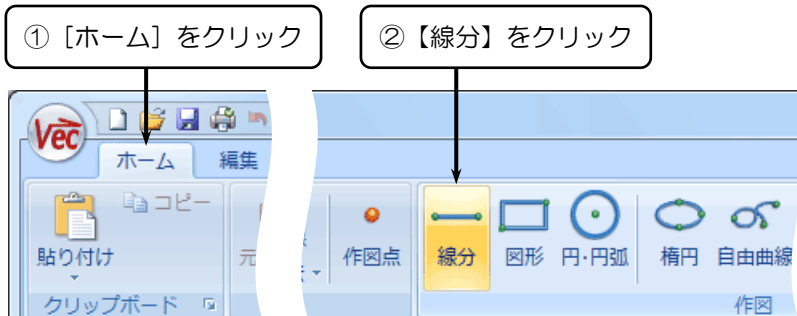 ① [ホーム] をクリック
② 【線分】をクリック
Vec
ホーム 編集
コピー
貼り付け 元 作図点 線分 図形 円・円弧 楕円 自由曲線
クリップボード 作図